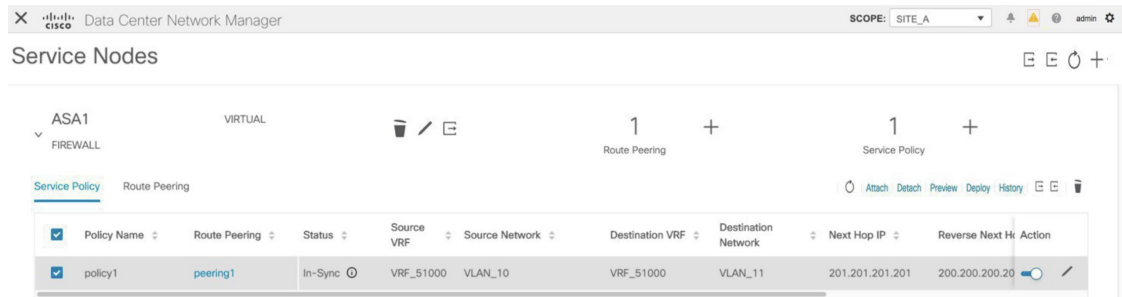 cisco Data Center Network Manager SCOPE: SITE_A admin
Service Nodes
ASA1 VIRTUAL 1 1
FIREWALL Route Peering Service Policy
Service Policy Route Peering Attach Detach Preview Deploy History
Policy Name Route Peering Status Source VRF Source Network Destination VRF Destination Network Next Hop IP Reverse Next Ho Action
policy1 peering1 In-Sync VRF_51000 VLAN_10 VRF_51000 VLAN_11 201.201.201.201 200.200.200.20